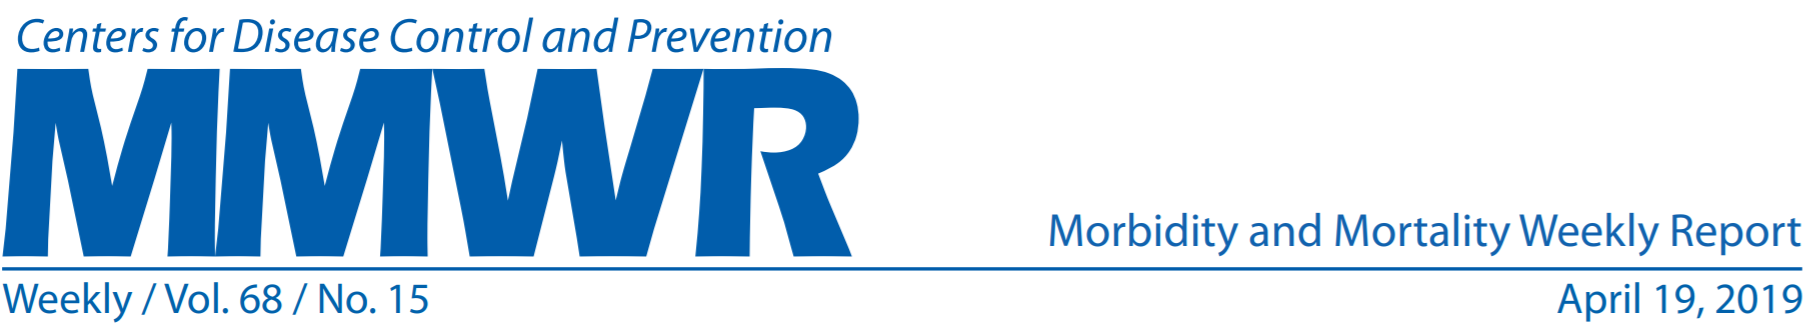 Centers for Disease Control and Prevention
MMWR
Morbidity and Mortality Weekly Report
Weekly / Vol. 68 / No. 15
April 19, 2019